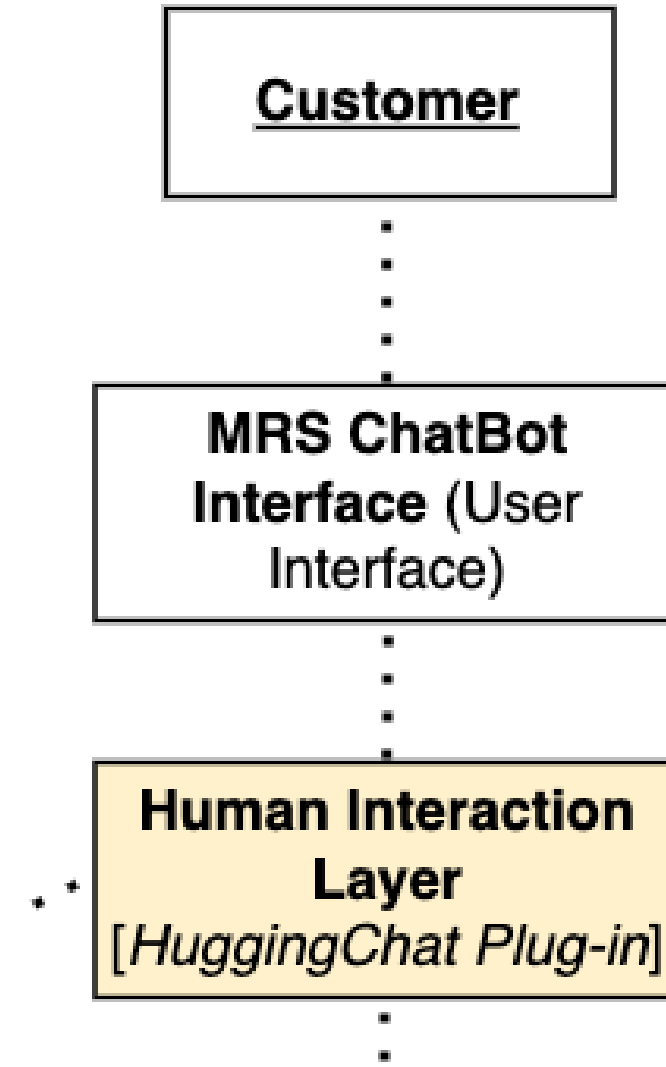 Customer
MRS ChatBot
Interface (User
Interface)
Human Interaction
Layer
[HuggingChat Plug-in]